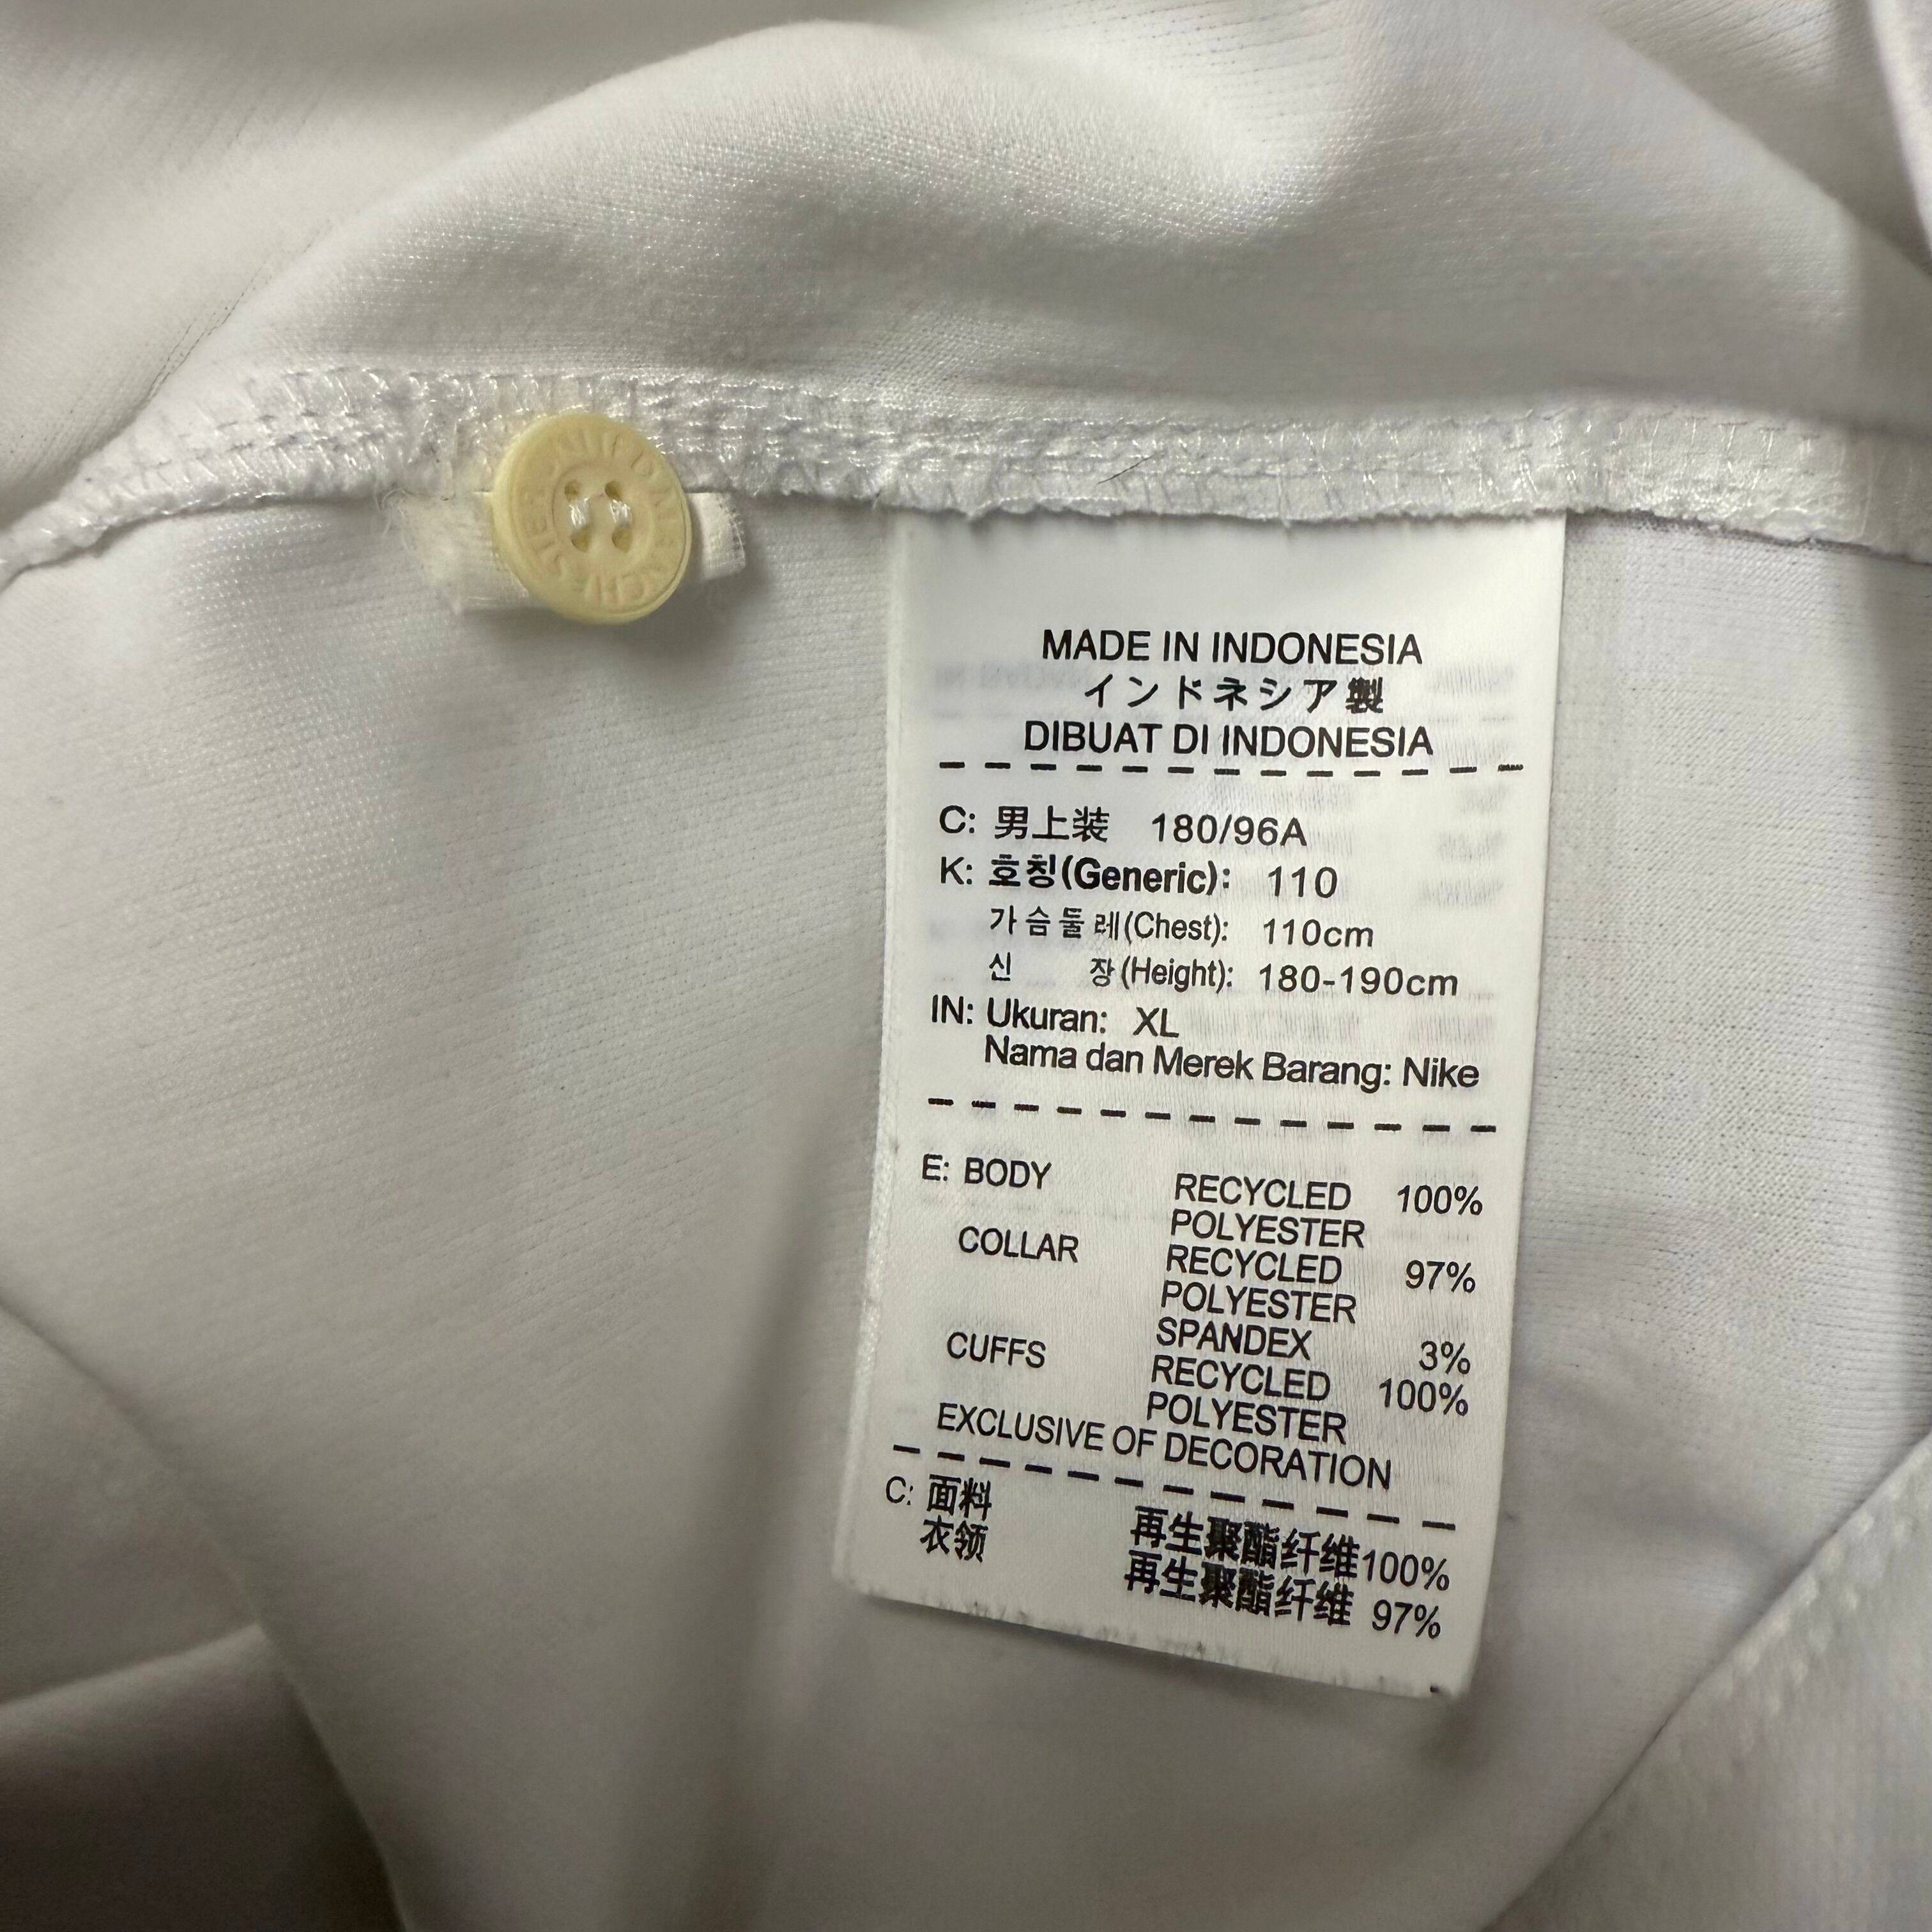 MADE IN INDONESIA
インドネシア製
DIBUAT DI INDONESIA
C: 男上装 180/96A
K: 호칭(Generic): 110
가슴둘레(Chest): 110cm
신 장(Height): 180-190cm
IN: Ukuran: XL
Nama dan Merek Barang: Nike
E: BODY RECYCLED 100%
POLYESTER
COLLAR RECYCLED 97%
POLYESTER
SPANDEX 3%
CUFFS RECYCLED 100%
POLYESTER
EXCLUSIVE OF DECORATION
C: 面料 再生聚酯纤维100%
衣领 再生聚酯纤维 97%